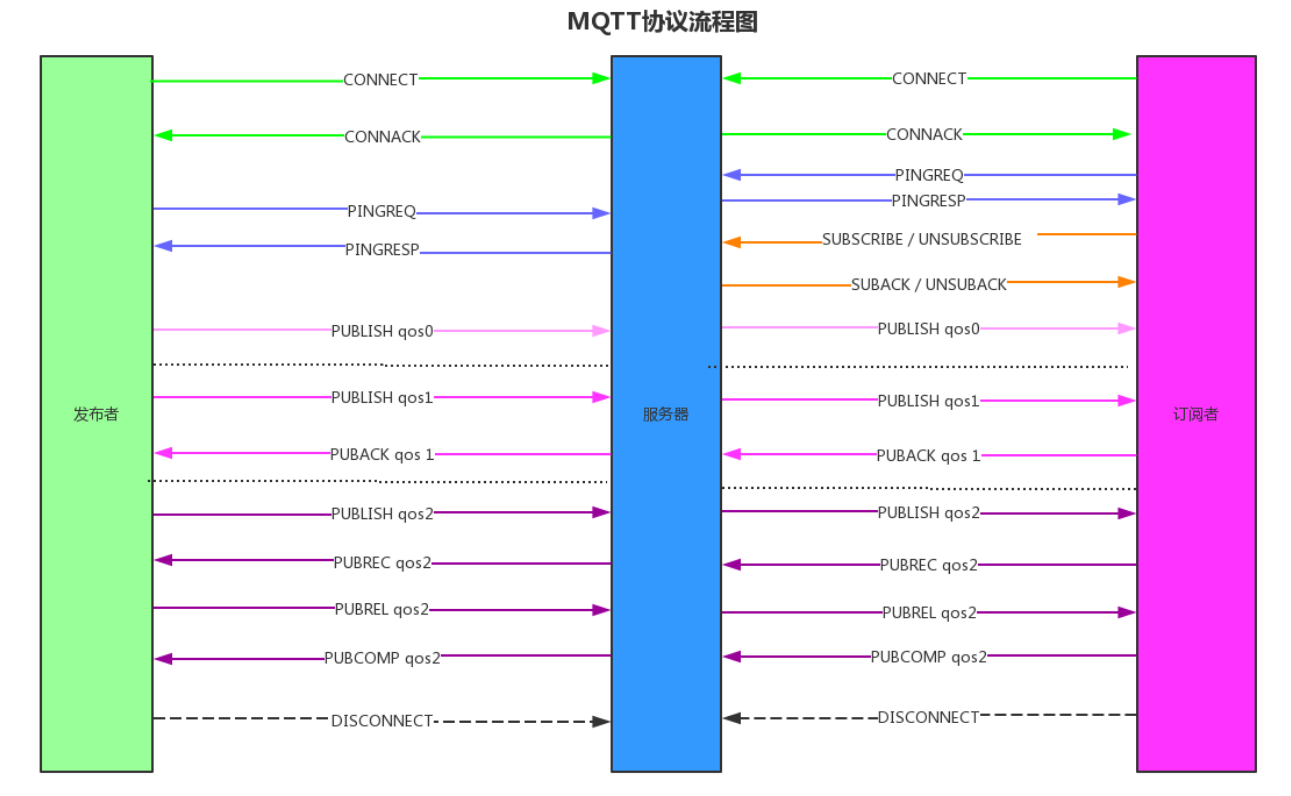 MQTT协议流程图
CONNECT
CONNECT
CONNACK
CONNACK
PINGREQ
PINGRESP
PINGREQ
SUBSCRIBE / UNSUBSCRIBE
PINGRESP
SUBACK / UNSUBACK
PUBLISH qos0
PUBLISH qos0
PUBLISH qos1
PUBLISH qos1
发布者
服务器
订阅者
PUBACK qos 1
PUBACK qos 1
PUBLISH qos2
PUBLISH qos2
PUBREC qos2
PUBREC qos2
PUBREL qos2
PUBREL qos2
PUBCOMP qos2
PUBCOMP qos2
DISCONNECT
DISCONNECT